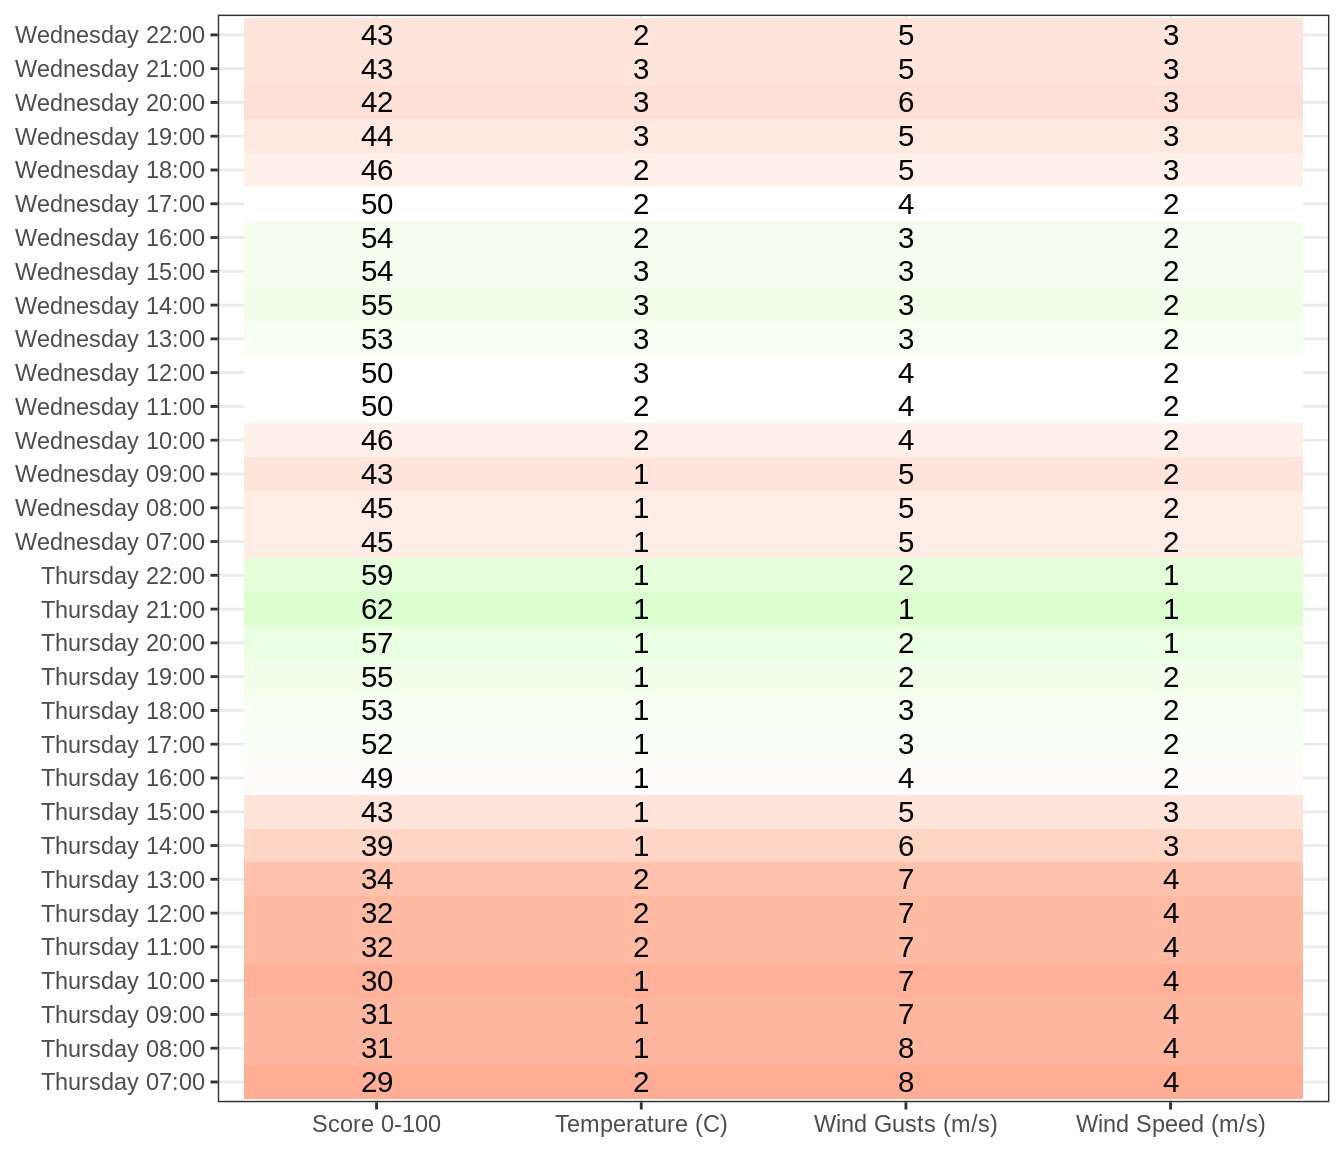 Wednesday 22:00 43 2 5 3
Wednesday 21:00 43 3 5 3
Wednesday 20:00 42 3 6 3
Wednesday 19:00 44 3 5 3
Wednesday 18:00 46 2 5 3
Wednesday 17:00 50 2 4 2
Wednesday 16:00 54 2 3 2
Wednesday 15:00 54 3 3 2
Wednesday 14:00 55 3 3 2
Wednesday 13:00 53 3 3 2
Wednesday 12:00 50 3 4 2
Wednesday 11:00 50 2 4 2
Wednesday 10:00 46 2 4 2
Wednesday 09:00 43 1 5 2
Wednesday 08:00 45 1 5 2
Wednesday 07:00 45 1 5 2
Thursday 22:00 59 1 2 1
Thursday 21:00 62 1 1 1
Thursday 20:00 57 1 2 1
Thursday 19:00 55 1 2 2
Thursday 18:00 53 1 3 2
Thursday 17:00 52 1 3 2
Thursday 16:00 49 1 4 2
Thursday 15:00 43 1 5 3
Thursday 14:00 39 1 6 3
Thursday 13:00 34 2 7 4
Thursday 12:00 32 2 7 4
Thursday 11:00 32 2 7 4
Thursday 10:00 30 1 7 4
Thursday 09:00 31 1 7 4
Thursday 08:00 31 1 8 4
Thursday 07:00 29 2 8 4
Score 0-100 Temperature (C) Wind Gusts (m/s) Wind Speed (m/s)